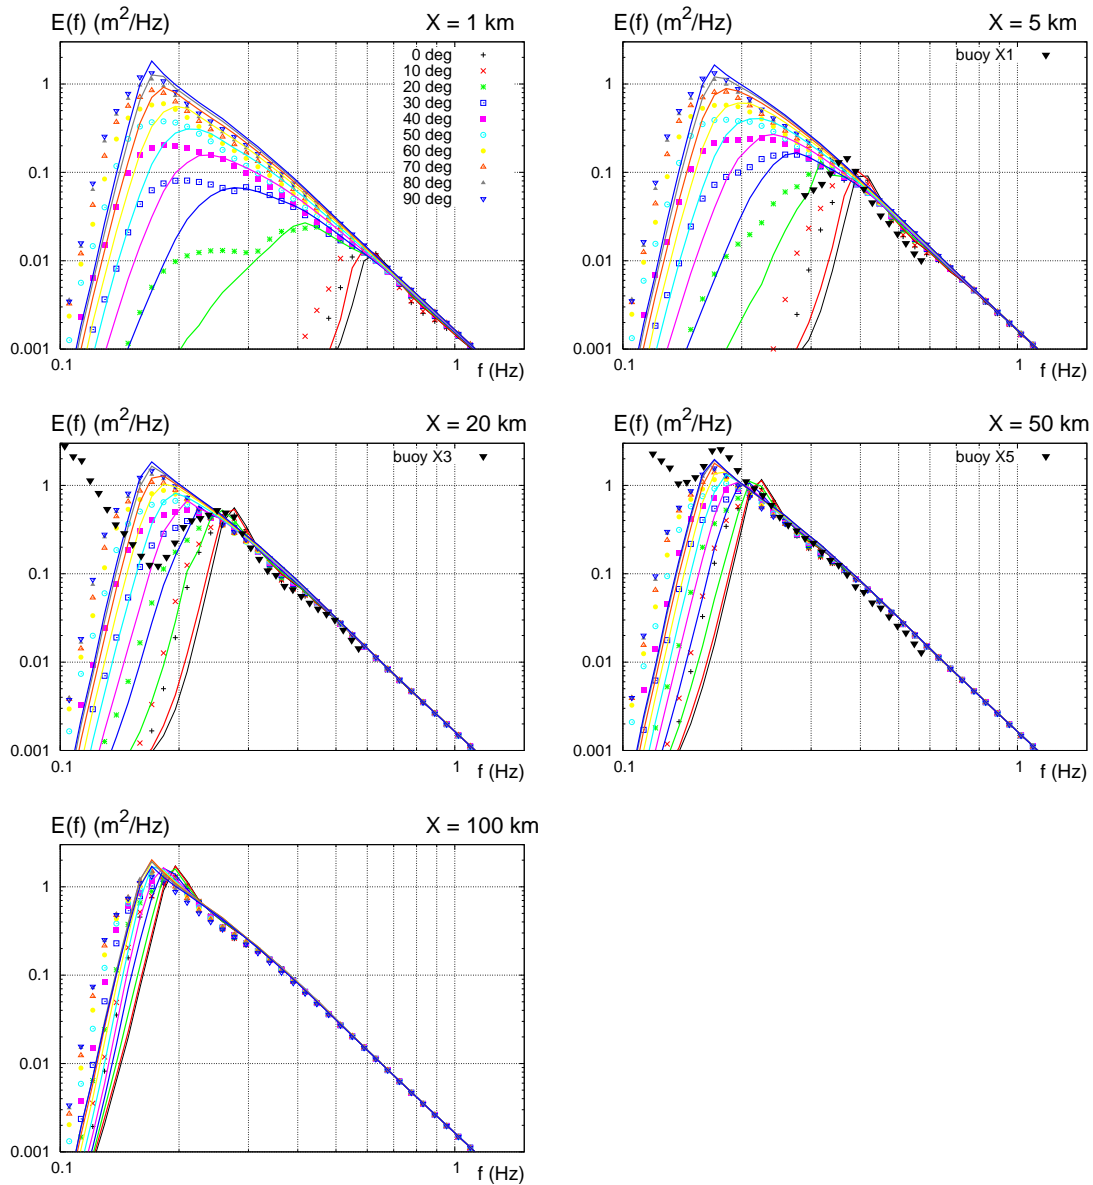 E(f) (m²/Hz) X = 1 km
1
0.1
0.01
0.001
0.1 1
f (Hz)
0 deg
10 deg
20 deg
30 deg
40 deg
50 deg
60 deg
70 deg
80 deg
90 deg
E(f) (m²/Hz) X = 5 km
buoy X1
1
0.1
0.01
0.001
0.1 1
f (Hz)
E(f) (m²/Hz) X = 20 km
buoy X3
1
0.1
0.01
0.001
0.1 1
f (Hz)
E(f) (m²/Hz) X = 50 km
buoy X5
1
0.1
0.01
0.001
0.1 1
f (Hz)
E(f) (m²/Hz) X = 100 km
1
0.1
0.01
0.001
0.1 1
f (Hz)